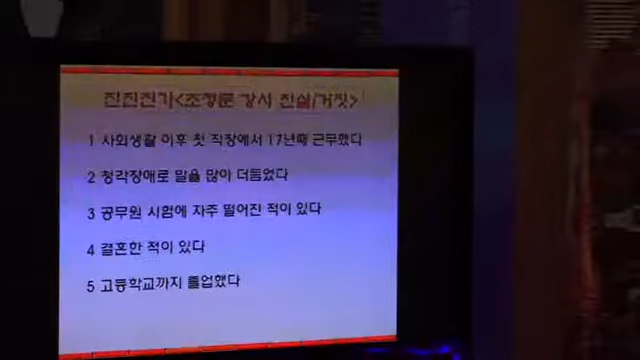 진진진가<조정문 강사 진실/거짓>
1 사회생활 이후 첫 직장에서 17년째 근무했다
2 청각장애로 말을 많이 더듬었다
3 공무원 시험에 자주 떨어진 적이 있다
4 결혼한 적이 있다
5 고등학교까지 졸업했다